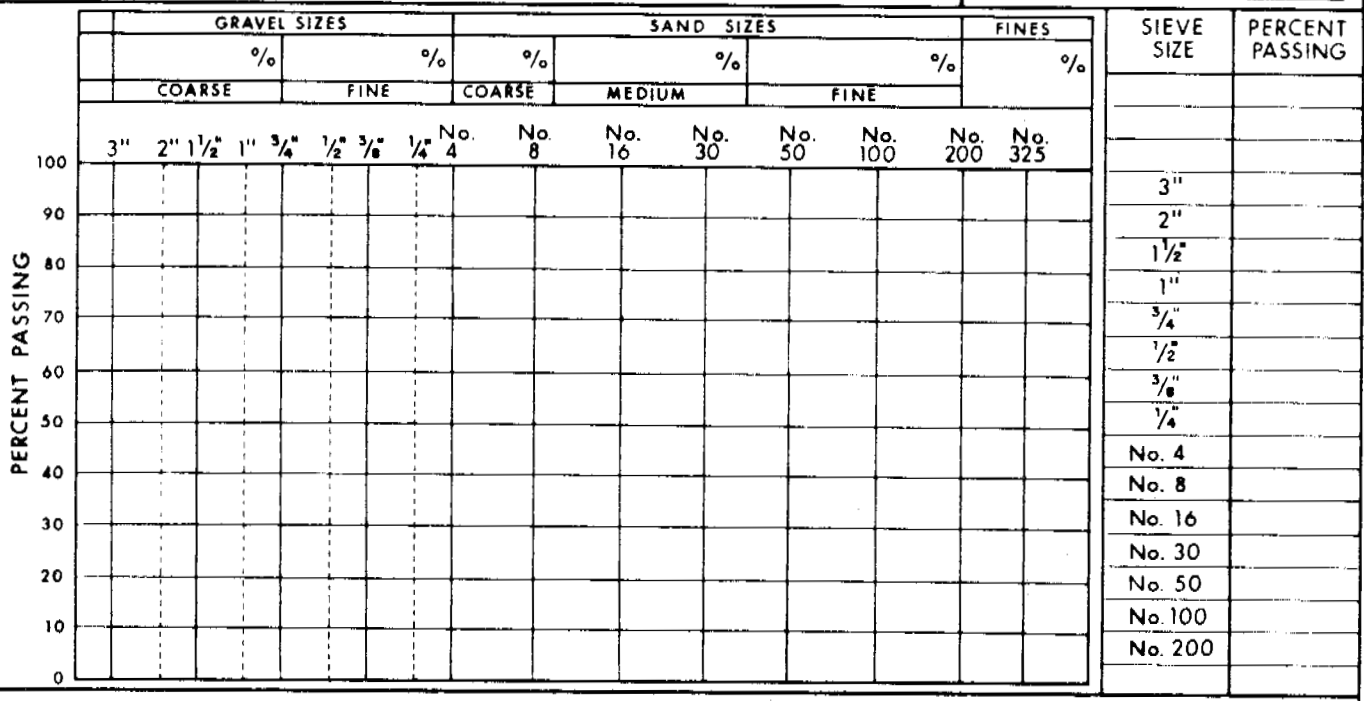 GRAVEL SIZES SAND SIZES FINES
% % % % % %
COARSE FINE COARSE MEDIUM FINE
3" 2" 1½" 1" ¾" ½" ⅜" ¼" No. 4 No. 8 No. 16 No. 30 No. 50 No. 100 No. 200 No. 325
PERCENT PASSING
100
90
80
70
60
50
40
30
20
10
0
SIEVE SIZE PERCENT PASSING
3"
2"
1½"
1"
¾"
½"
⅜"
¼"
No. 4
No. 8
No. 16
No. 30
No. 50
No. 100
No. 200